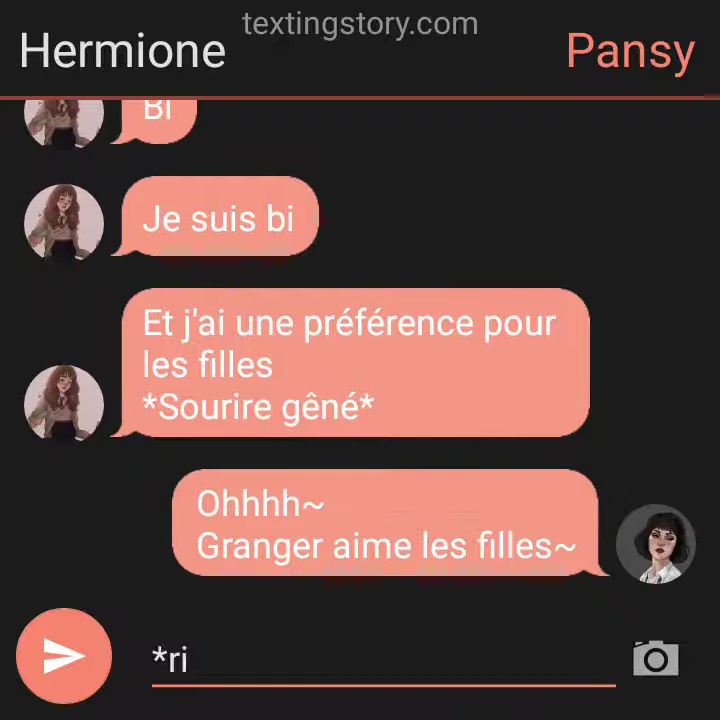 textingstory.com
Hermione
Pansy
Bi
Je suis bi
Et j'ai une préférence pour
les filles
*Sourire gêné*
Ohhhh~
Granger aime les filles~
*ri